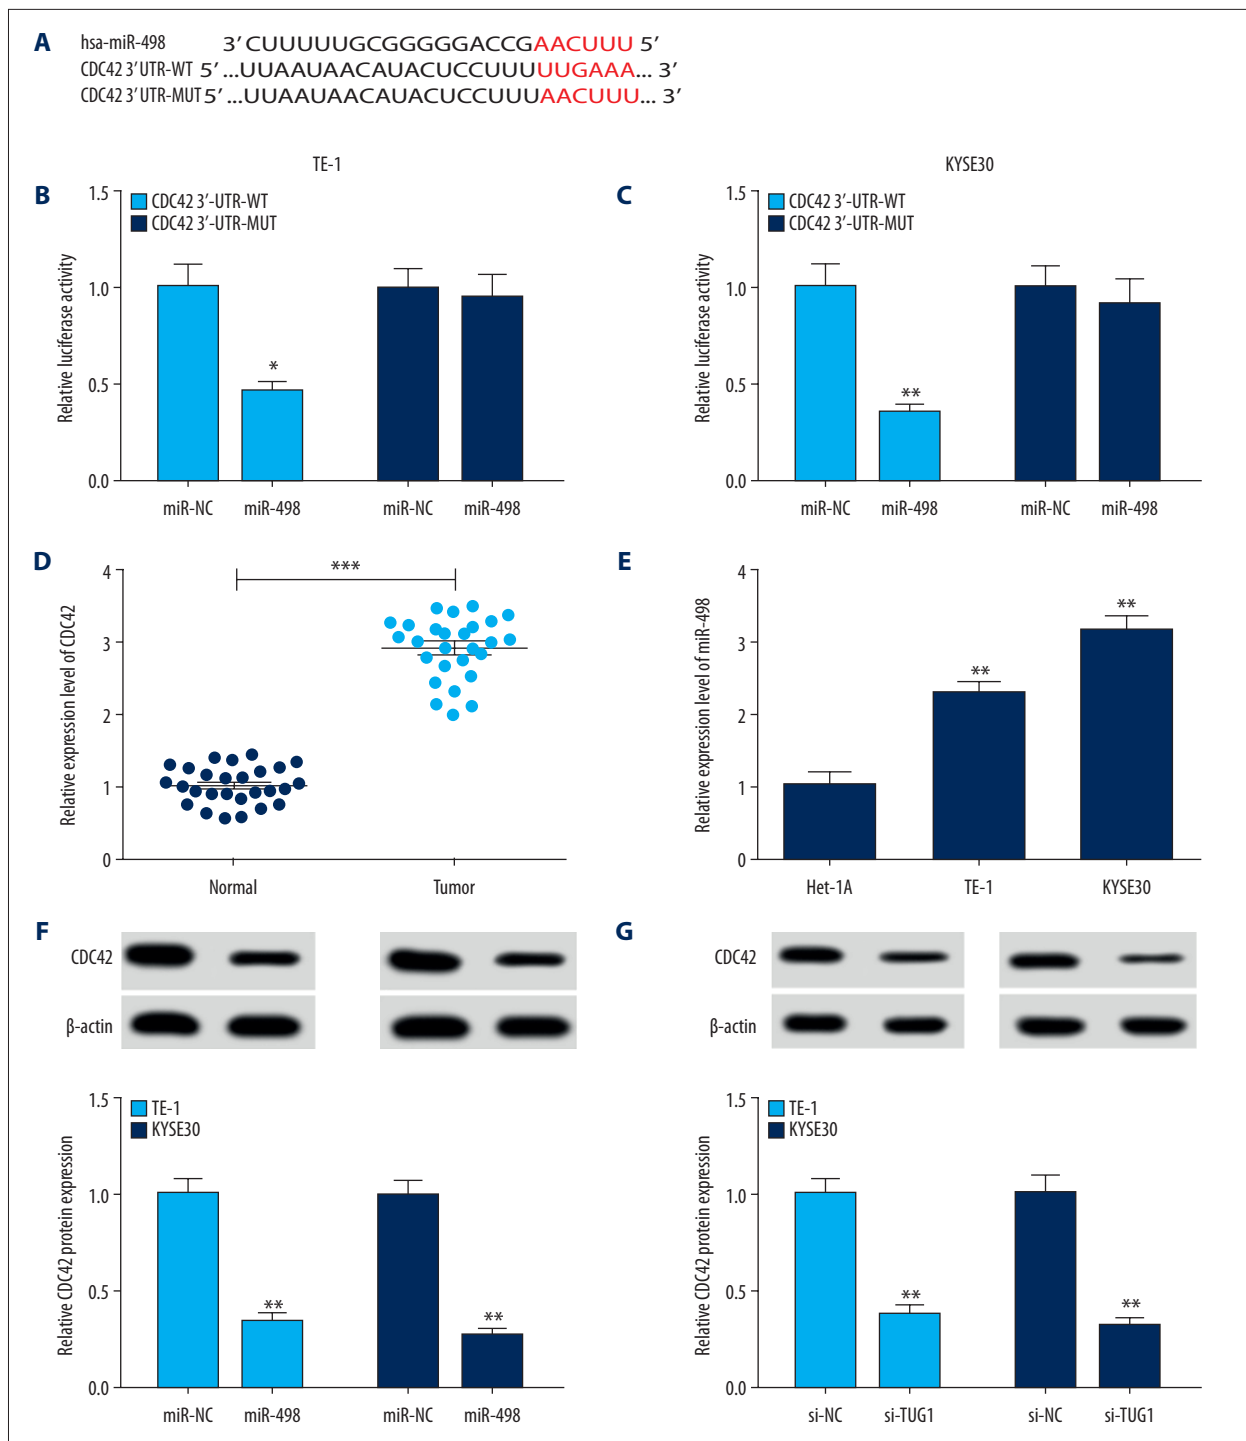 A
hsa-miR-498 3′ CUUUUUGCGGGGGACCGAACUUU 5′
CDC42 3′UTR-WT 5′ ...UUAAUAACAUACUCCUUUUUGAAA... 3′
CDC42 3′UTR-MUT 5′ ...UUAAUAACAUACUCCUUUAACUUU... 3′
TE-1
B
CDC42 3′-UTR-WT
CDC42 3′-UTR-MUT
Relative luciferase activity
1.5
1.0
0.5
0.0
*
miR-NC miR-498 miR-NC miR-498
KYSE30
C
CDC42 3′-UTR-WT
CDC42 3′-UTR-MUT
Relative luciferase activity
1.5
1.0
0.5
0.0
**
miR-NC miR-498 miR-NC miR-498
D
Relative expression level of CDC42
4
3
2
1
0
***
Normal Tumor
E
Relative expression level of miR-498
4
3
2
1
0
**
**
Het-1A TE-1 KYSE30
F
CDC42
β-actin
TE-1
KYSE30
Relative CDC42 protein expression
1.5
1.0
0.5
0.0
** **
miR-NC miR-498 miR-NC miR-498
G
CDC42
β-actin
TE-1
KYSE30
Relative CDC42 protein expression
1.5
1.0
0.5
0.0
** **
si-NC si-TUG1 si-NC si-TUG1